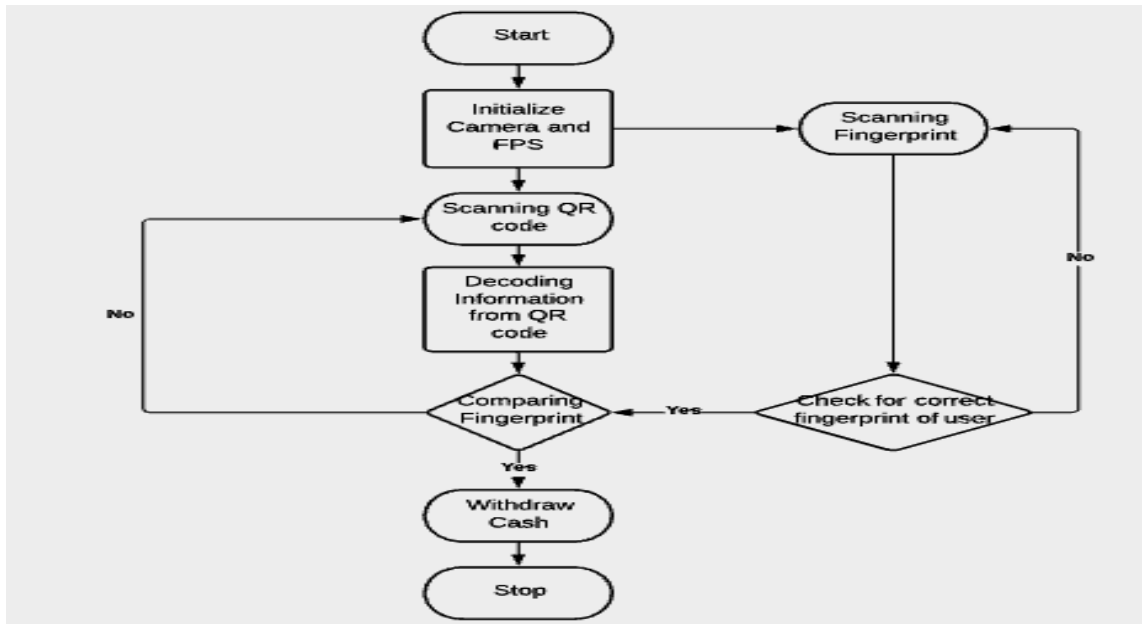 Start
Initialize
Camera and
FPS
Scanning
Fingerprint
Scanning QR
code
No
Decoding
Information
from QR
code
No
Comparing
Fingerprint
Yes
Check for correct
fingerprint of user
Yes
Withdraw
Cash
Stop